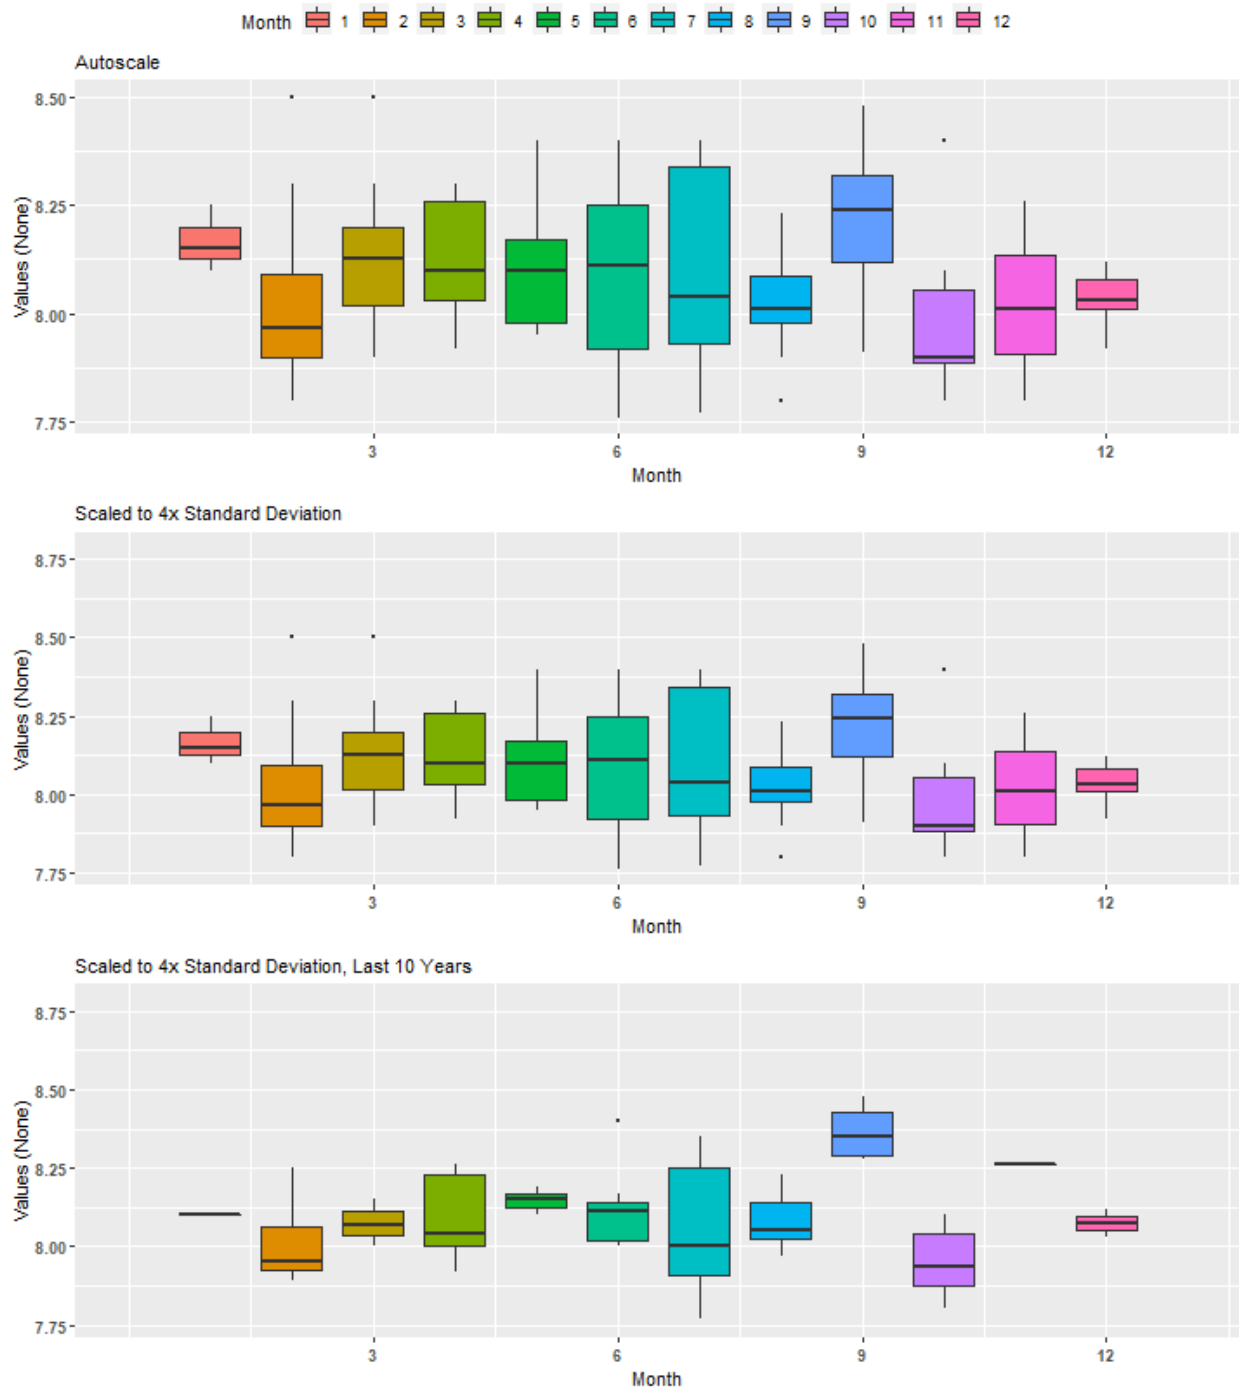 Month 1 2 3 4 5 6 7 8 9 10 11 12
Autoscale
8.50
8.25
8.00
7.75
Values (None)
3 6 9 12
Month
Scaled to 4x Standard Deviation
8.75
8.50
8.25
8.00
7.75
Values (None)
3 6 9 12
Month
Scaled to 4x Standard Deviation, Last 10 Years
8.75
8.50
8.25
8.00
7.75
Values (None)
3 6 9 12
Month